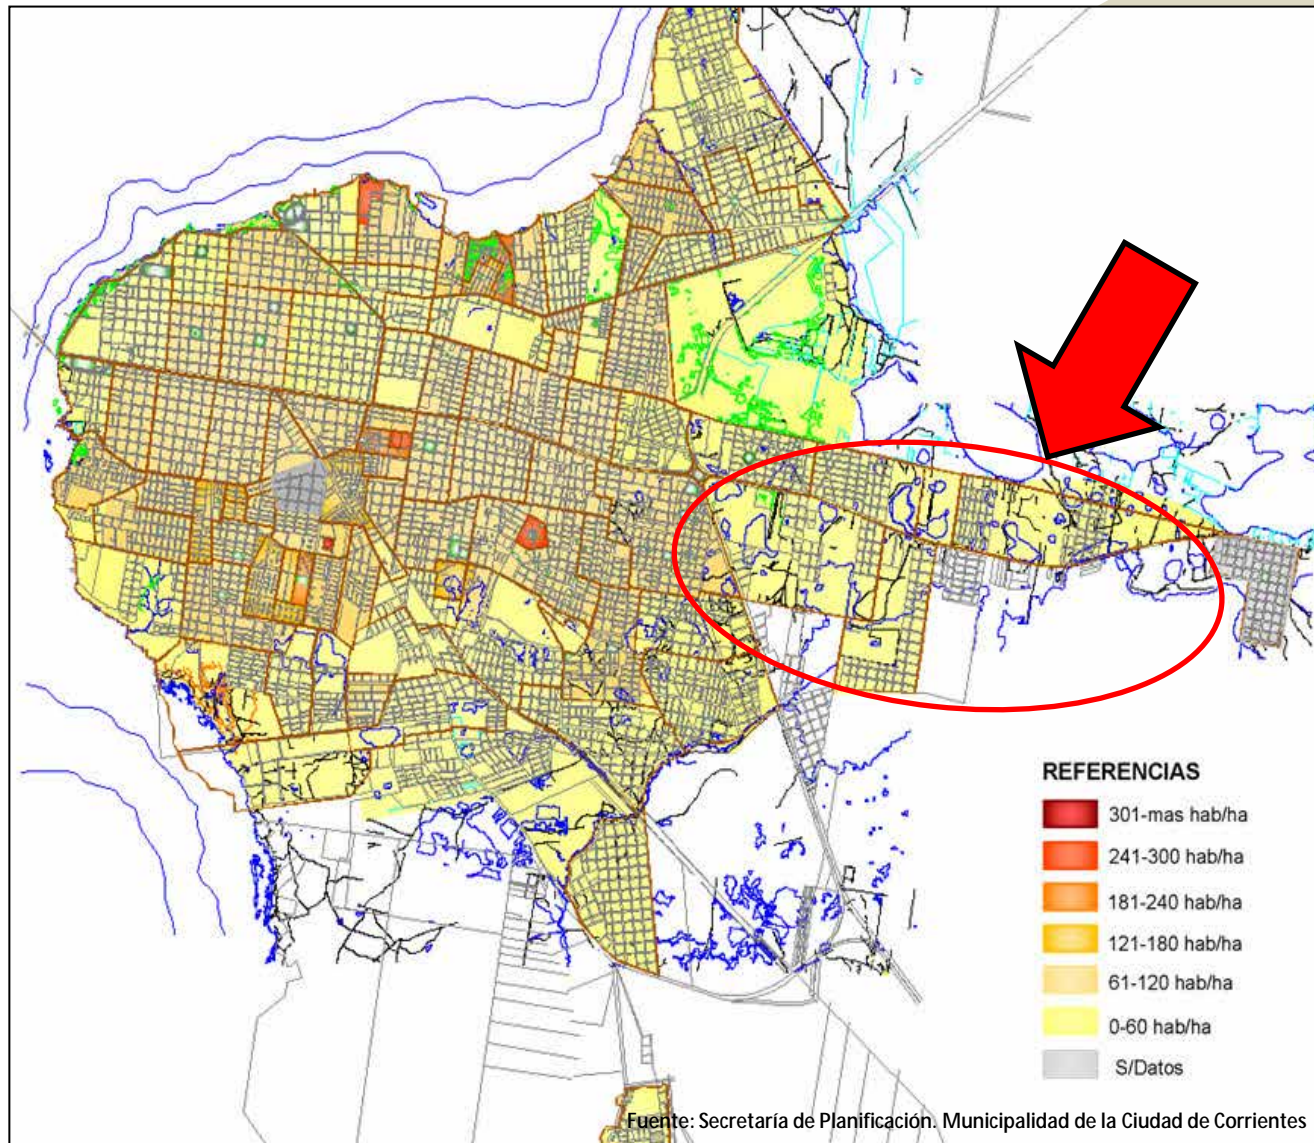 REFERENCIAS
301-mas hab/ha
241-300 hab/ha
181-240 hab/ha
121-180 hab/ha
61-120 hab/ha
0-60 hab/ha
S/Datos
Fuente: Secretaría de Planificación. Municipalidad de la Ciudad de Corrientes